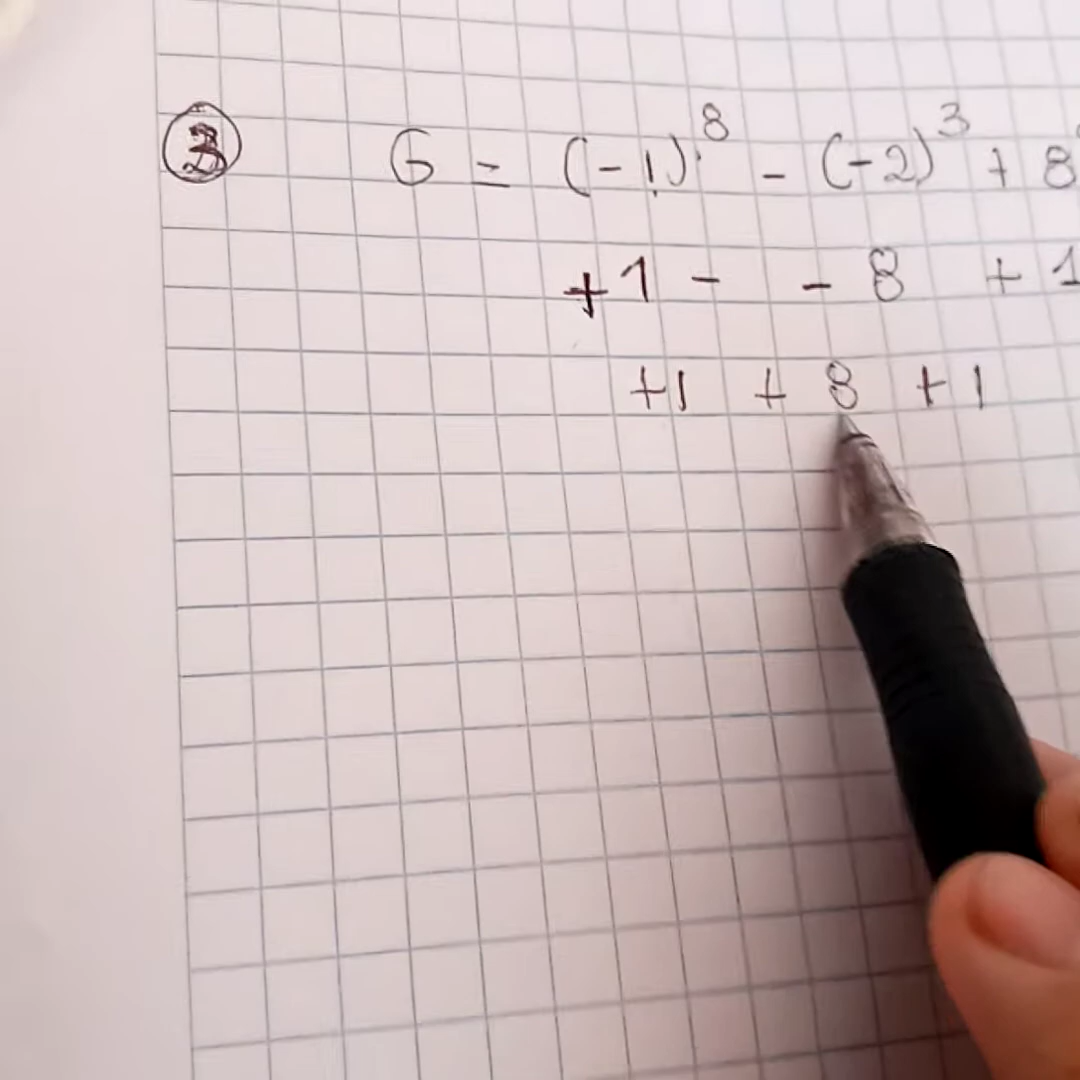 3 G = (-1)⁸ - (-2)³ + 8
+1 - - 8 + 1
+1 + 8 +1